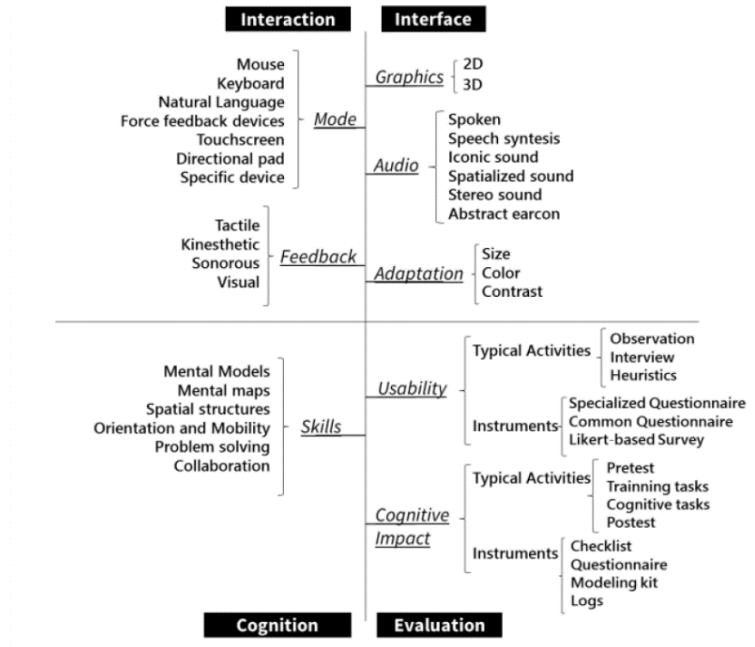 Interaction
Interface
Mouse
Keyboard
Natural Language
Force feedback devices
Touchscreen
Directional pad
Specific device
Mode
Tactile
Kinesthetic
Sonorous
Visual
Feedback
Graphics
2D
3D
Audio
Spoken
Speech syntesis
Iconic sound
Spatialized sound
Stereo sound
Abstract earcon
Adaptation
Size
Color
Contrast
Mental Models
Mental maps
Spatial structures
Orientation and Mobility
Problem solving
Collaboration
Skills
Usability
Typical Activities
Observation
Interview
Heuristics
Instruments
Specialized Questionnaire
Common Questionnaire
Likert-based Survey
Cognitive
Impact
Typical Activities
Pretest
Trainning tasks
Cognitive tasks
Postest
Instruments
Checklist
Questionnaire
Modeling kit
Logs
Cognition
Evaluation